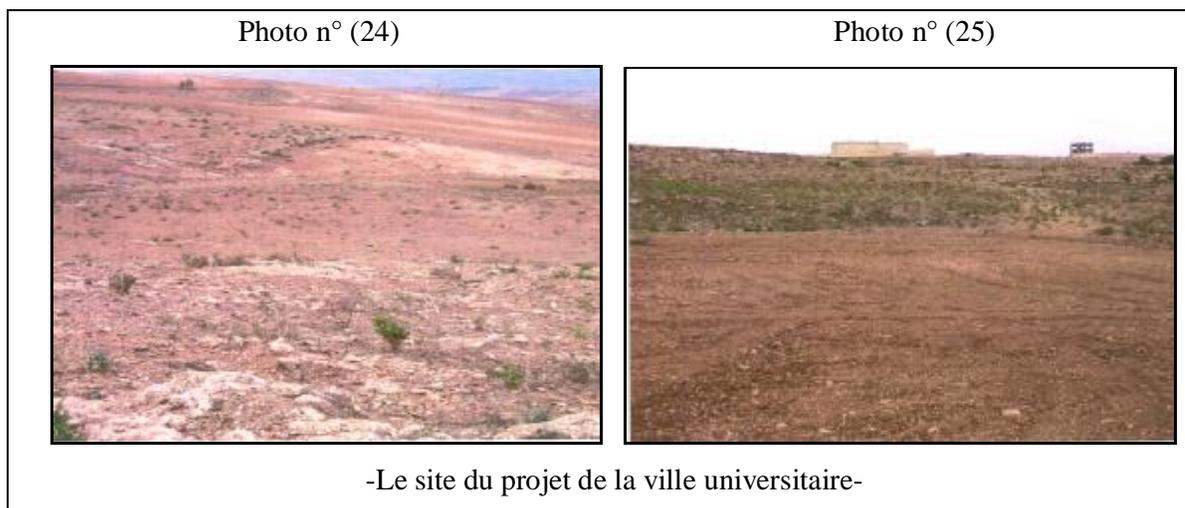 Photo n° (24)
Photo n° (25)
-Le site du projet de la ville universitaire-